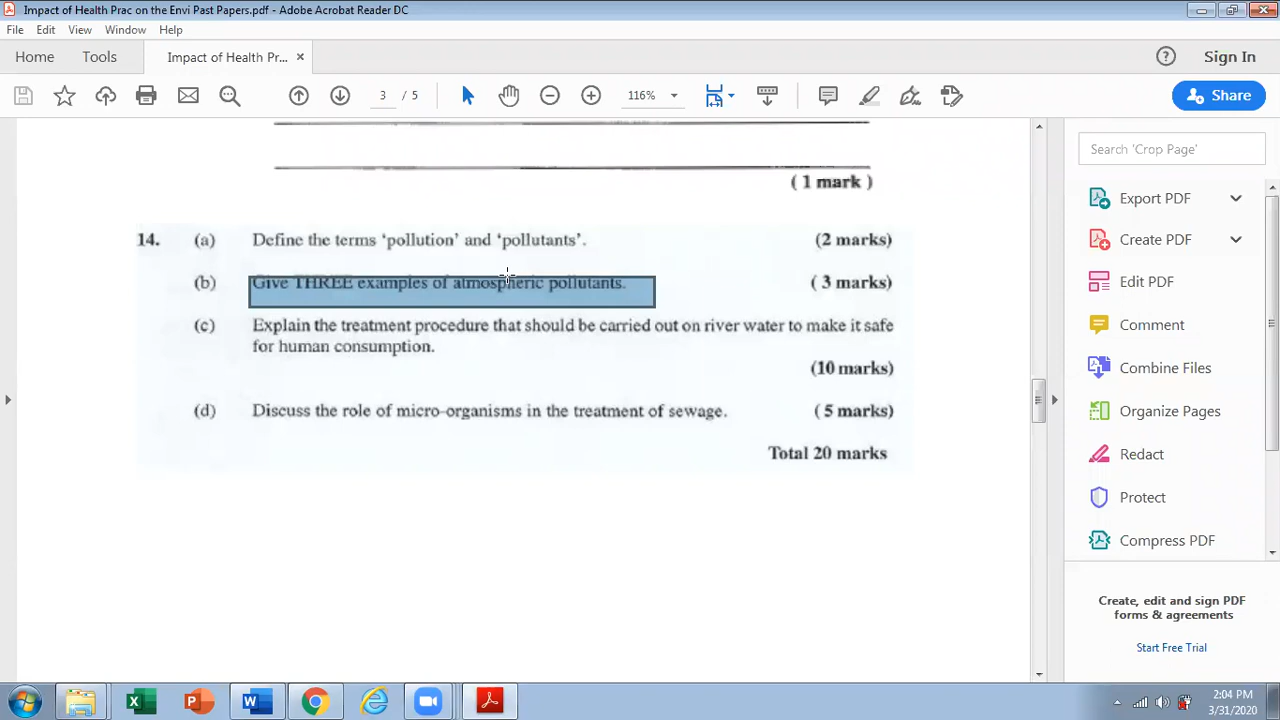 Impact of Health Prac on the Envi Past Papers.pdf - Adobe Acrobat Reader DC
File Edit View Window Help
Home Tools Impact of Health Pr... × Sign In
3 / 5 116% Share
( 1 mark )
14. (a) Define the terms ‘pollution’ and ‘pollutants’. (2 marks)
(b) Give THREE examples of atmospheric pollutants. ( 3 marks)
(c) Explain the treatment procedure that should be carried out on river water to make it safe
for human consumption.
(10 marks)
(d) Discuss the role of micro-organisms in the treatment of sewage. ( 5 marks)
Total 20 marks
Search 'Crop Page'
Export PDF
Create PDF
Edit PDF
Comment
Combine Files
Organize Pages
Redact
Protect
Compress PDF
Create, edit and sign PDF
forms & agreements
Start Free Trial
2:04 PM
3/31/2020